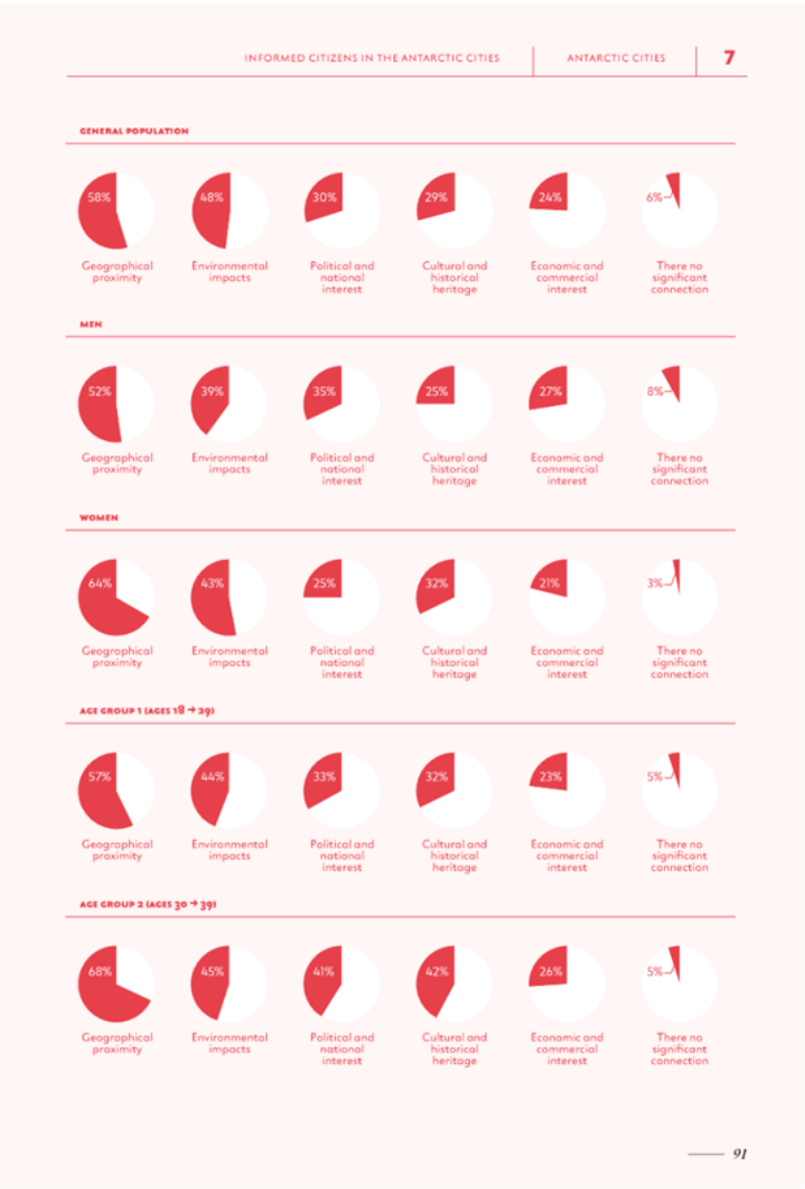 INFORMED CITIZENS IN THE ANTARCTIC CITIES ANTARCTIC CITIES 7
GENERAL POPULATION
58% 48% 30% 29% 24% 6%
Geographical proximity
Environmental impacts
Political and national interest
Cultural and historical heritage
Economic and commercial interest
There no significant connection
MEN
52% 39% 35% 25% 27% 8%
Geographical proximity
Environmental impacts
Political and national interest
Cultural and historical heritage
Economic and commercial interest
There no significant connection
WOMEN
64% 43% 25% 32% 21% 3%
Geographical proximity
Environmental impacts
Political and national interest
Cultural and historical heritage
Economic and commercial interest
There no significant connection
AGE GROUP 1 (AGES 18 → 29)
57% 44% 33% 32% 23% 5%
Geographical proximity
Environmental impacts
Political and national interest
Cultural and historical heritage
Economic and commercial interest
There no significant connection
AGE GROUP 2 (AGES 30 → 39)
68% 45% 41% 42% 26% 5%
Geographical proximity
Environmental impacts
Political and national interest
Cultural and historical heritage
Economic and commercial interest
There no significant connection
91